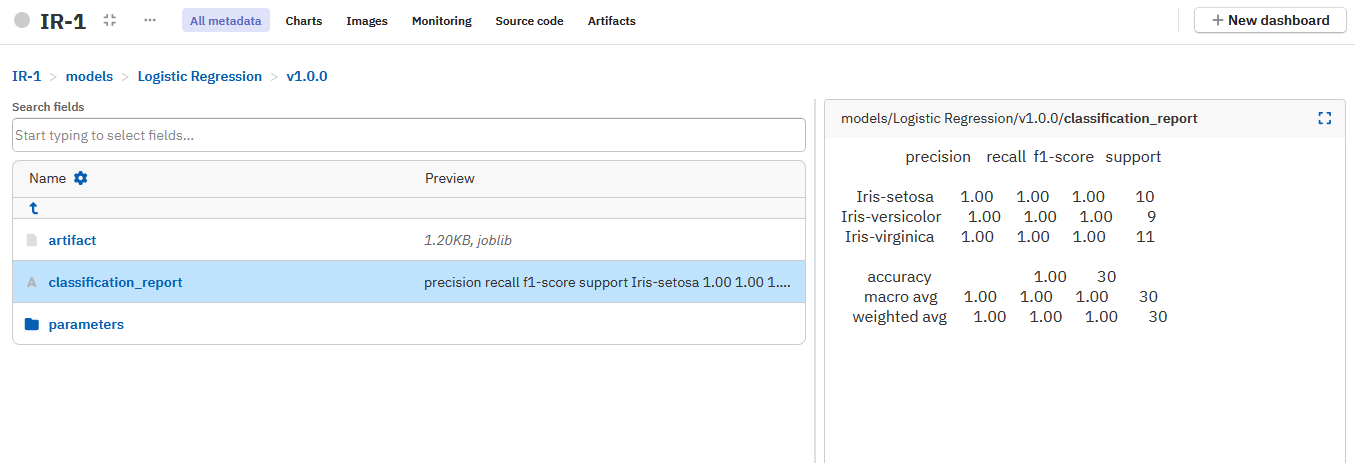 IR-1 ... All metadata Charts Images Monitoring Source code Artifacts + New dashboard
IR-1 > models > Logistic Regression > v1.0.0
Search fields
Start typing to select fields...
Name Preview
artifact 1.20KB, joblib
classification_report precision recall f1-score support Iris-setosa 1.00 1.00 1....
parameters
models/Logistic Regression/v1.0.0/classification_report
precision recall f1-score support
Iris-setosa 1.00 1.00 1.00 10
Iris-versicolor 1.00 1.00 1.00 9
Iris-virginica 1.00 1.00 1.00 11
accuracy 1.00 30
macro avg 1.00 1.00 1.00 30
weighted avg 1.00 1.00 1.00 30